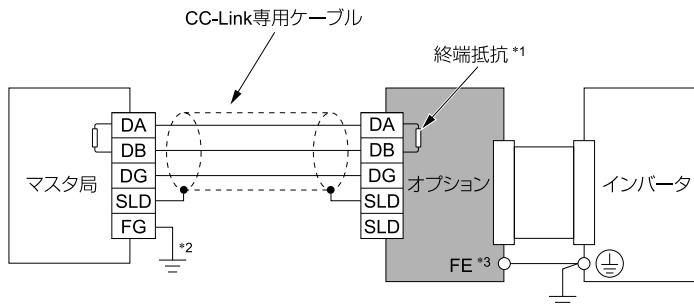 CC-Link専用ケーブル
終端抵抗 *1
マスタ局
DA
DB
DG
SLD
FG
*2
DA
DB
DG
SLD
SLD
オプション
FE *3
インバータ